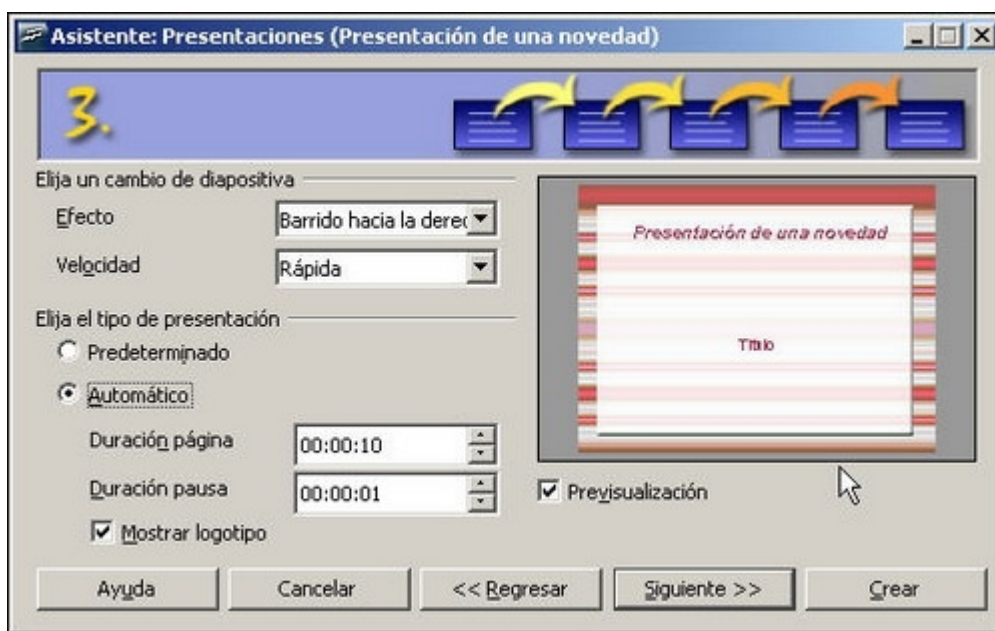 Asistente: Presentaciones (Presentación de una novedad)
3.
Elija un cambio de diapositiva
Efecto
Barrido hacia la derec
Velocidad
Rápida
Elija el tipo de presentación
Predeterminado
Automático
Duración página
00:00:10
Duración pausa
00:00:01
Mostrar logotipo
Presentación de una novedad
Título
Previsualización
Ayuda
Cancelar
<< Regresar
Siguiente >>
Crear